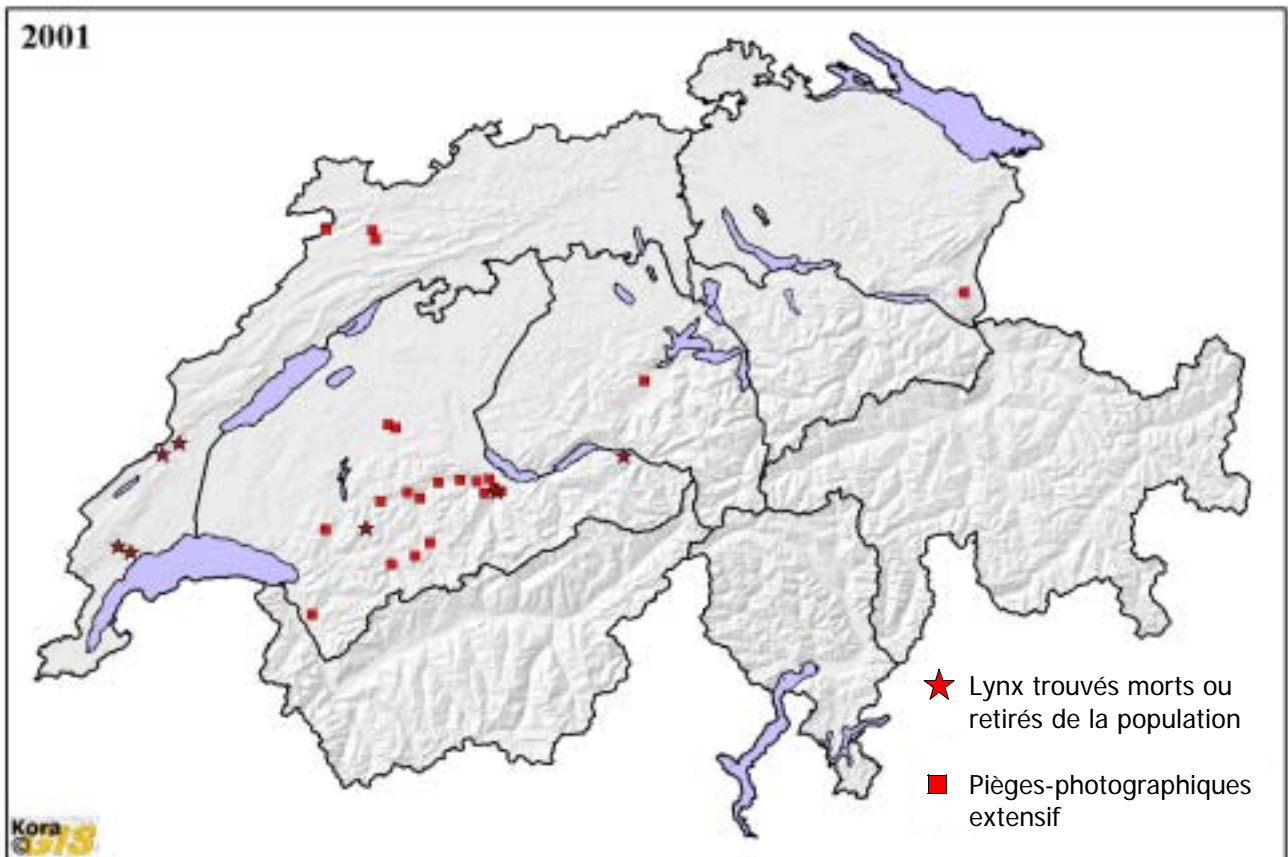 2001
Lynx trouvés morts ou
retirés de la population
Pièges-photographiques
extensif
Kora
©GIS